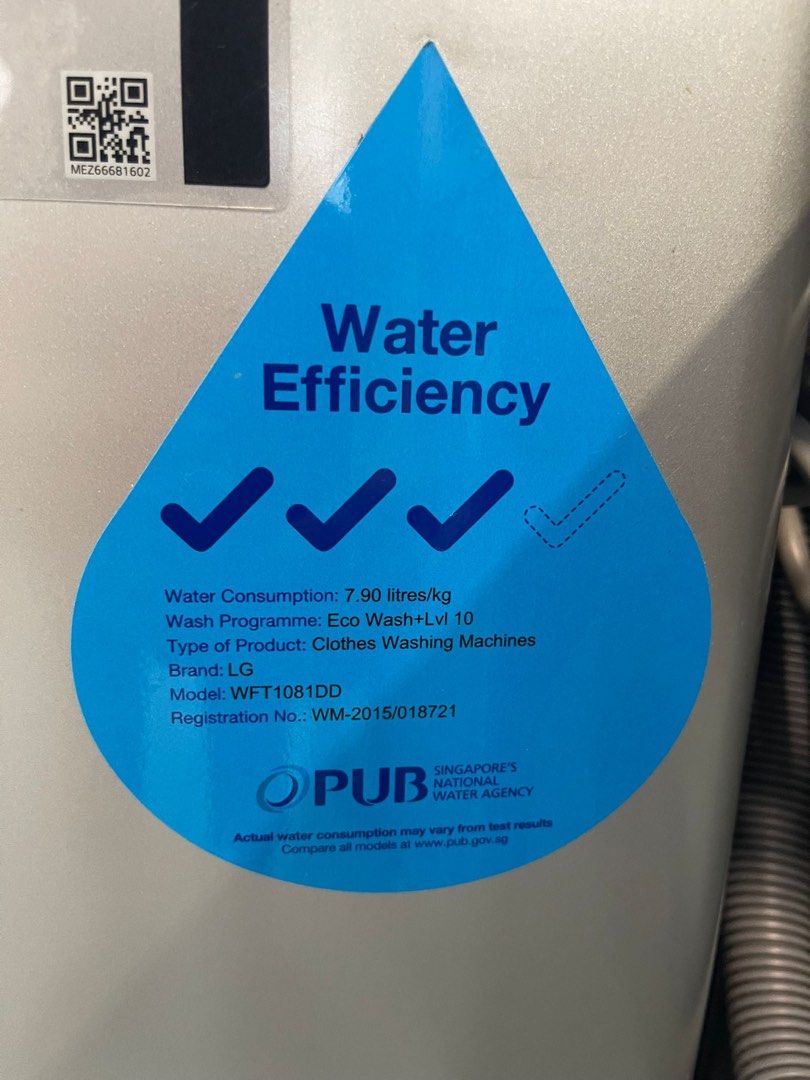 MEZ66681602
Water
Efficiency
Water Consumption: 7.90 litres/kg
Wash Programme: Eco Wash+Lvl 10
Type of Product: Clothes Washing Machines
Brand: LG
Model: WFT1081DD
Registration No.: WM-2015/018721
PUB SINGAPORE'S
NATIONAL
WATER AGENCY
Actual water consumption may vary from test results
Compare all models at www.pub.gov.sg